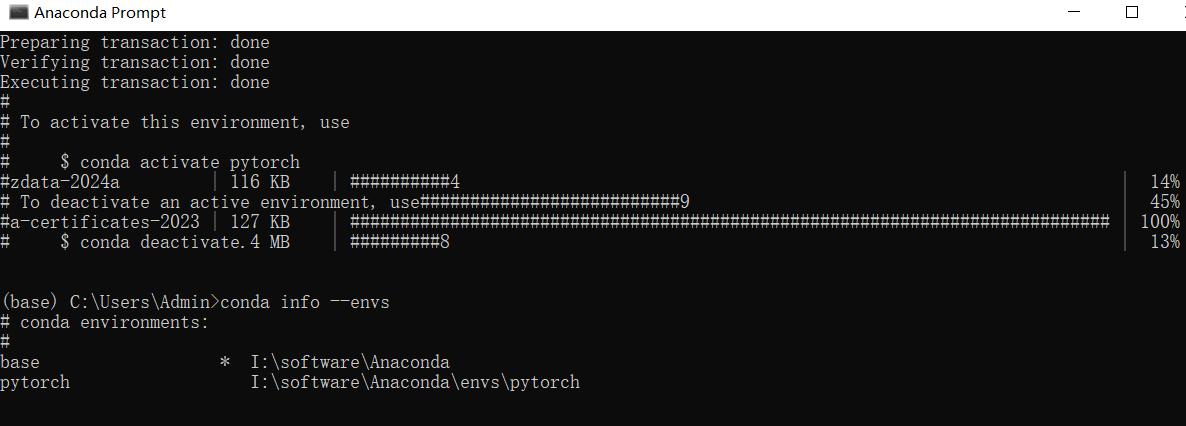 Anaconda Prompt
Preparing transaction: done
Verifying transaction: done
Executing transaction: done
#
# To activate this environment, use
#
#     $ conda activate pytorch
#zdata-2024a         | 116 KB    | ##########4                                                                  |  14%
# To deactivate an active environment, use##########################9                                           |  45%
#a-certificates-2023 | 127 KB    | ############################################################################ | 100%
#     $ conda deactivate.4 MB    | #########8                                                                   |  13%
(base) C:\Users\Admin>conda info --envs
# conda environments:
#
base                  *  I:\software\Anaconda
pytorch                  I:\software\Anaconda\envs\pytorch